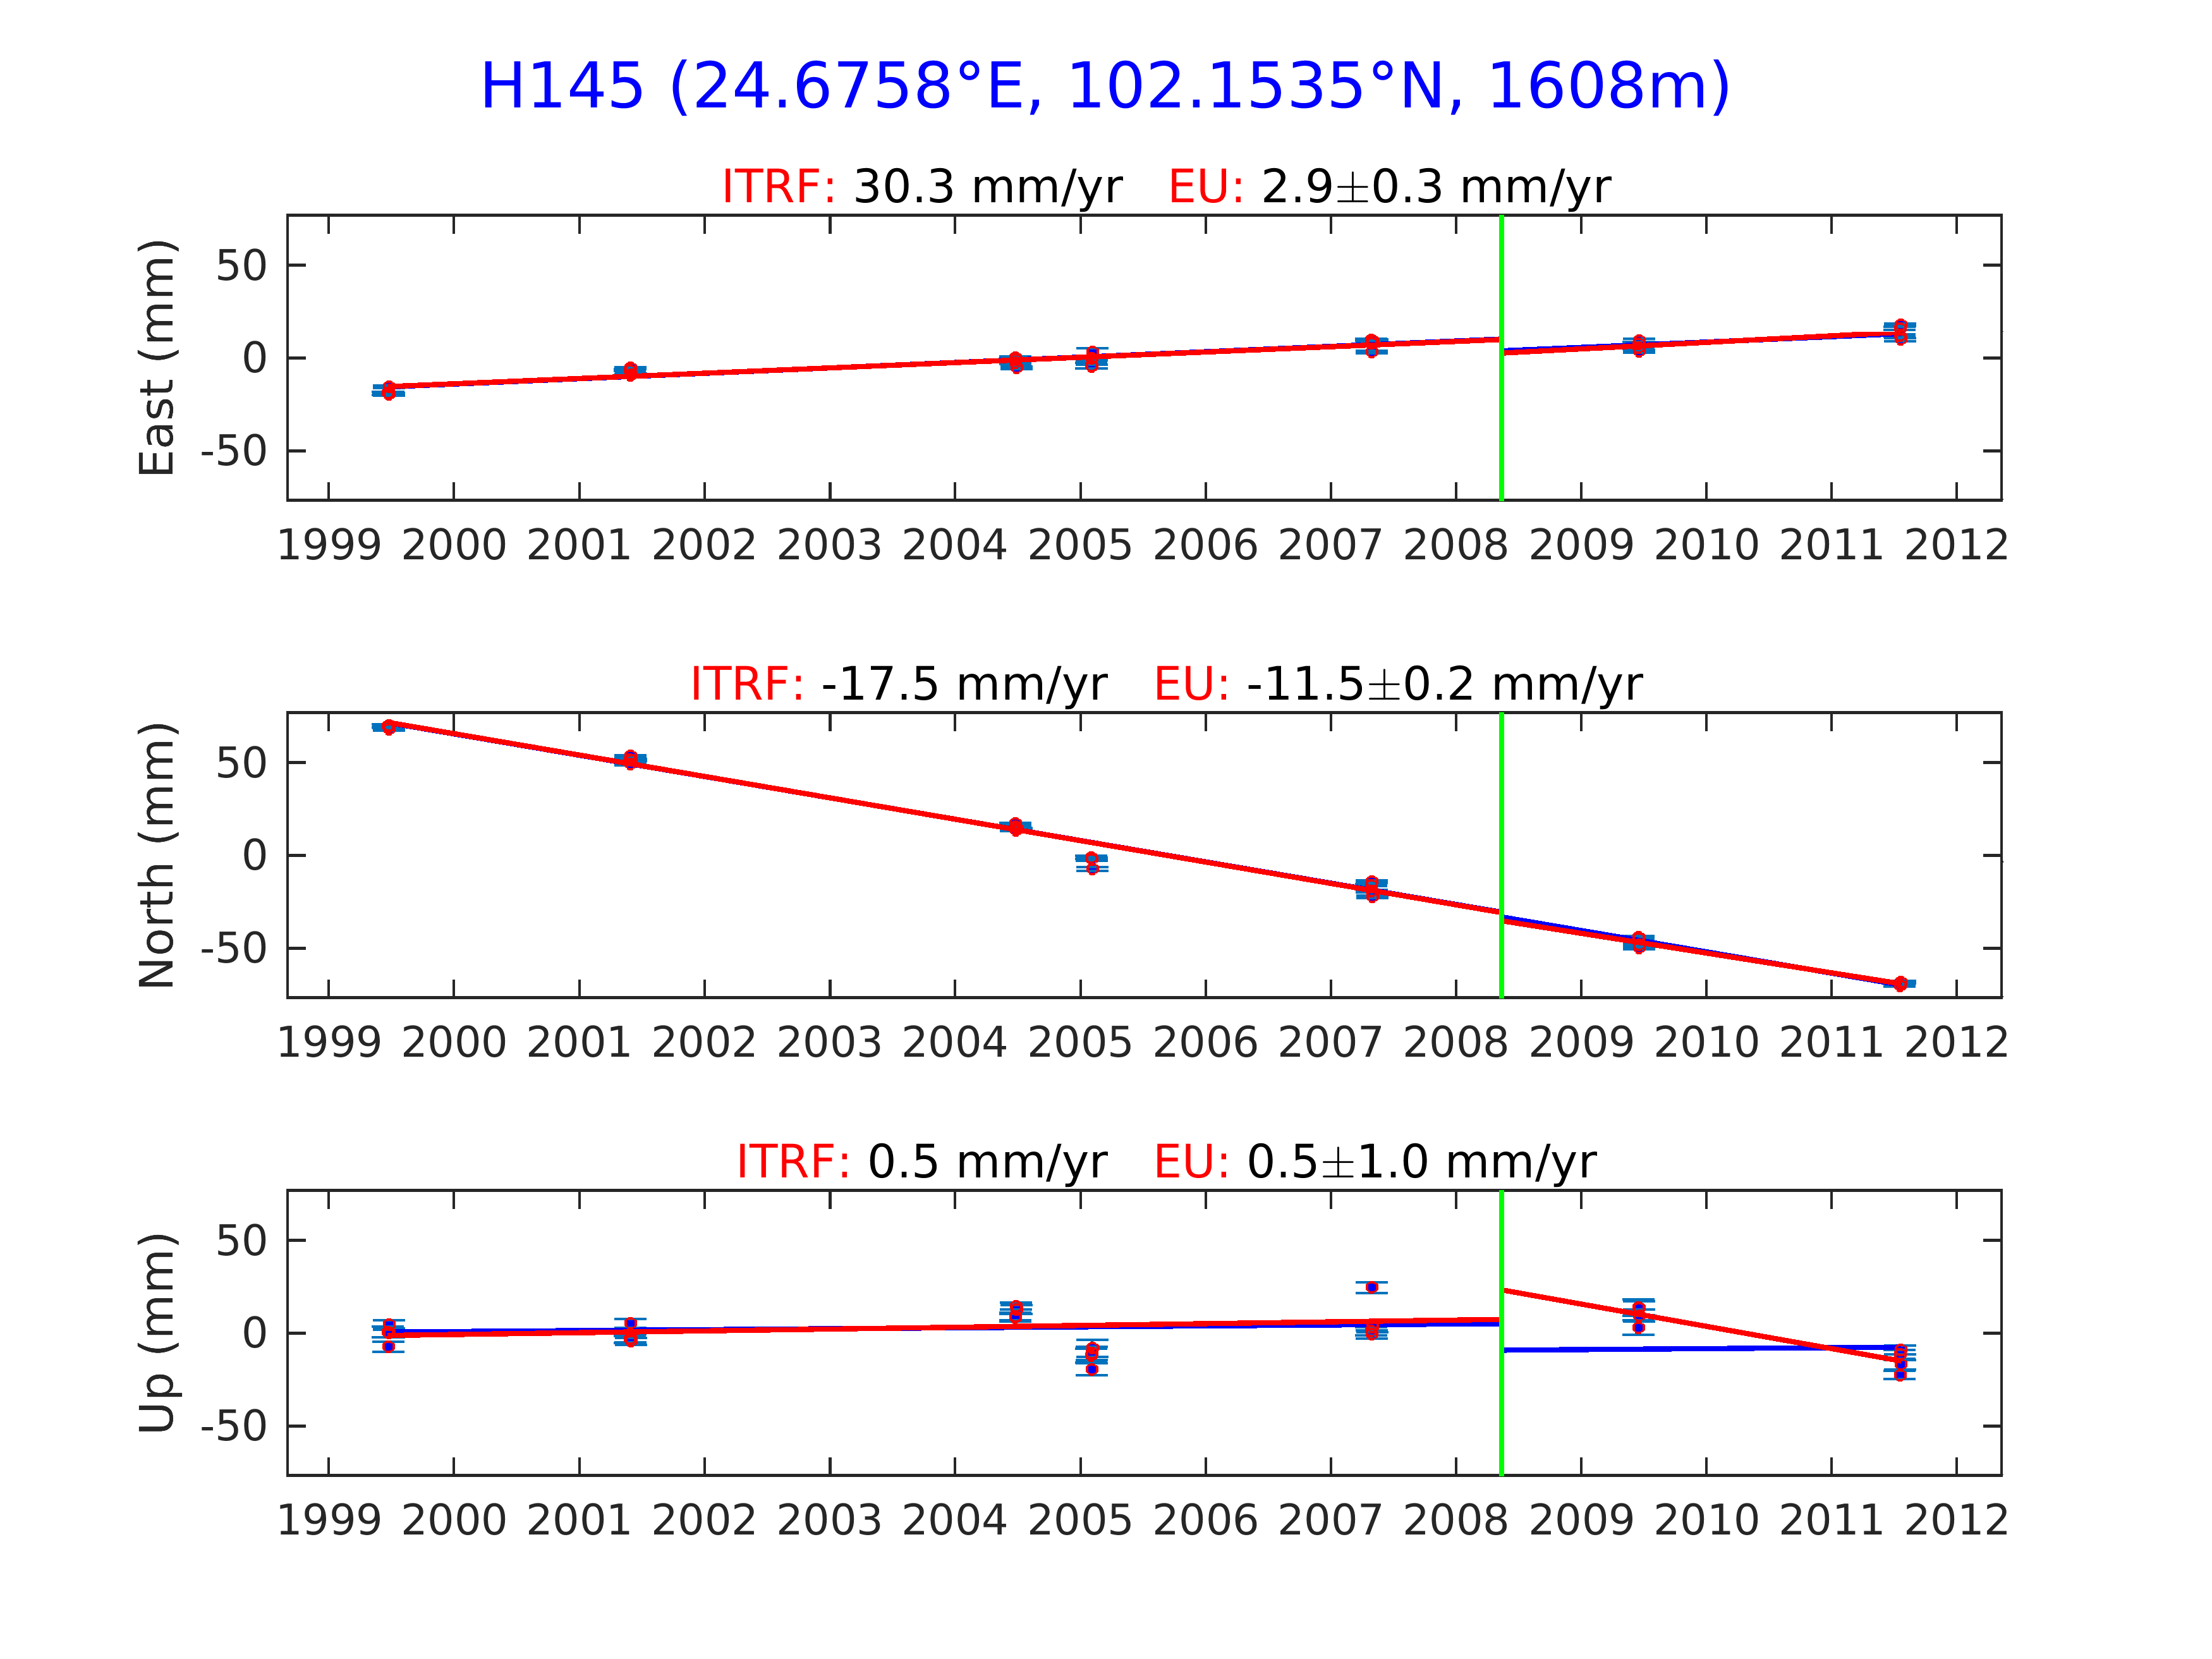 H145 (24.6758°E, 102.1535°N, 1608m)
ITRF: 30.3 mm/yr EU: 2.9±0.3 mm/yr
East (mm)
50
0
-50
1999 2000 2001 2002 2003 2004 2005 2006 2007 2008 2009 2010 2011 2012
ITRF: -17.5 mm/yr EU: -11.5±0.2 mm/yr
North (mm)
50
0
-50
1999 2000 2001 2002 2003 2004 2005 2006 2007 2008 2009 2010 2011 2012
ITRF: 0.5 mm/yr EU: 0.5±1.0 mm/yr
Up (mm)
50
0
-50
1999 2000 2001 2002 2003 2004 2005 2006 2007 2008 2009 2010 2011 2012